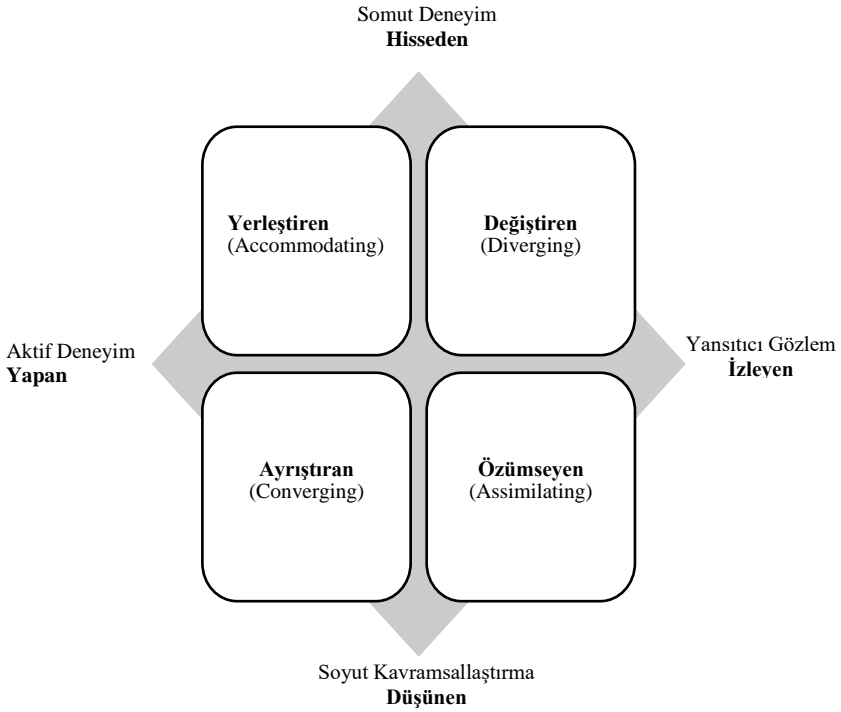 Somut Deneyim
Hisseden
Yerleştiren
(Accommodating)
Değiştiren
(Diverging)
Aktif Deneyim
Yapan
Yansıtıcı Gözlem
İzleyen
Ayrıştıran
(Converging)
Özümseyen
(Assimilating)
Soyut Kavramsallaştırma
Düşünen